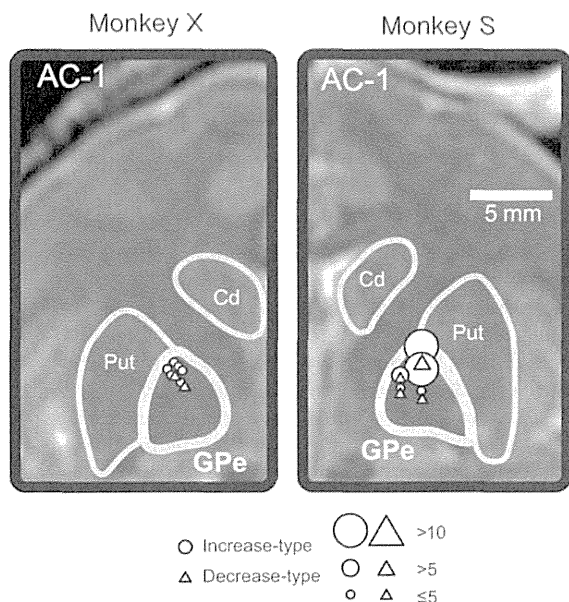 Monkey X
Monkey S
AC-1
AC-1
5 mm
Cd
Cd
Put
Put
GPe
GPe
Increase-type
Decrease-type
>10
>5
≤5